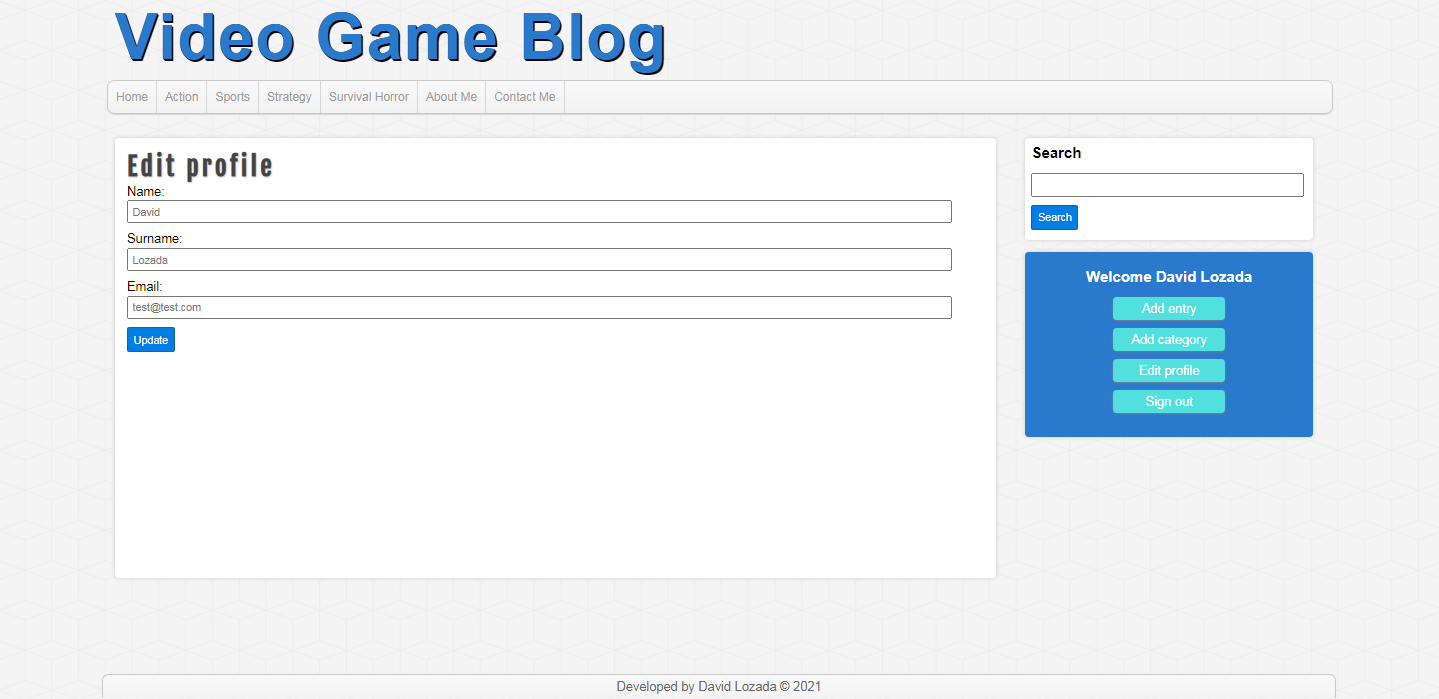 Video Game Blog
Home Action Sports Strategy Survival Horror About Me Contact Me
Edit profile
Name:
David
Surname:
Lozada
Email:
test@test.com
Update
Search
Search
Welcome David Lozada
Add entry
Add category
Edit profile
Sign out
Developed by David Lozada © 2021